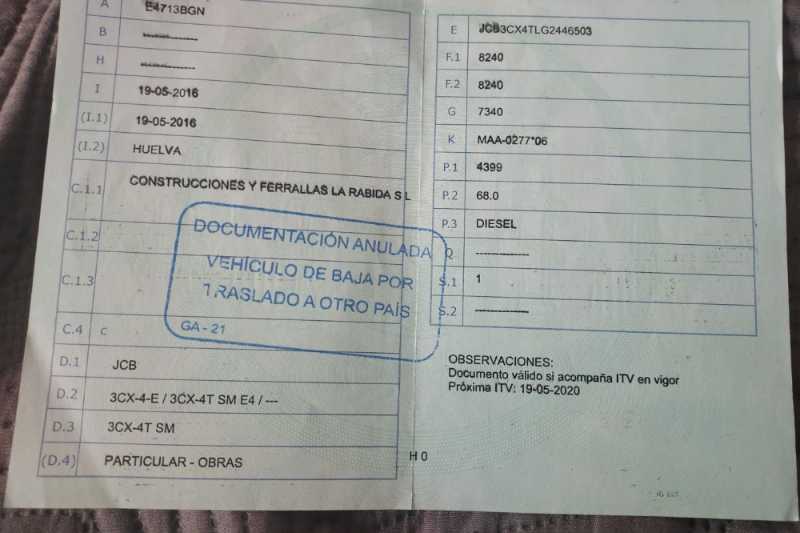 A E4713BGN
B --------------
H --------------
I 19-05-2016
(I.1) 19-05-2016
(I.2) HUELVA
C.1.1 CONSTRUCCIONES Y FERRALLAS LA RABIDA S L
C.1.2
C.1.3
C.4 c
D.1 JCB
D.2 3CX-4-E / 3CX-4T SM E4 / ---
D.3 3CX-4T SM
(D.4) PARTICULAR - OBRAS
DOCUMENTACIÓN ANULADA
VEHÍCULO DE BAJA POR
TRASLADO A OTRO PAÍS
GA - 21
E JCB3CX4TLG2446503
F.1 8240
F.2 8240
G 7340
K MAA-0277*06
P.1 4399
P.2 68.0
P.3 DIESEL
Q --------------
S.1 1
S.2 --------------
OBSERVACIONES:
Documento válido si acompaña ITV en vigor
Próxima ITV: 19-05-2020
H 0